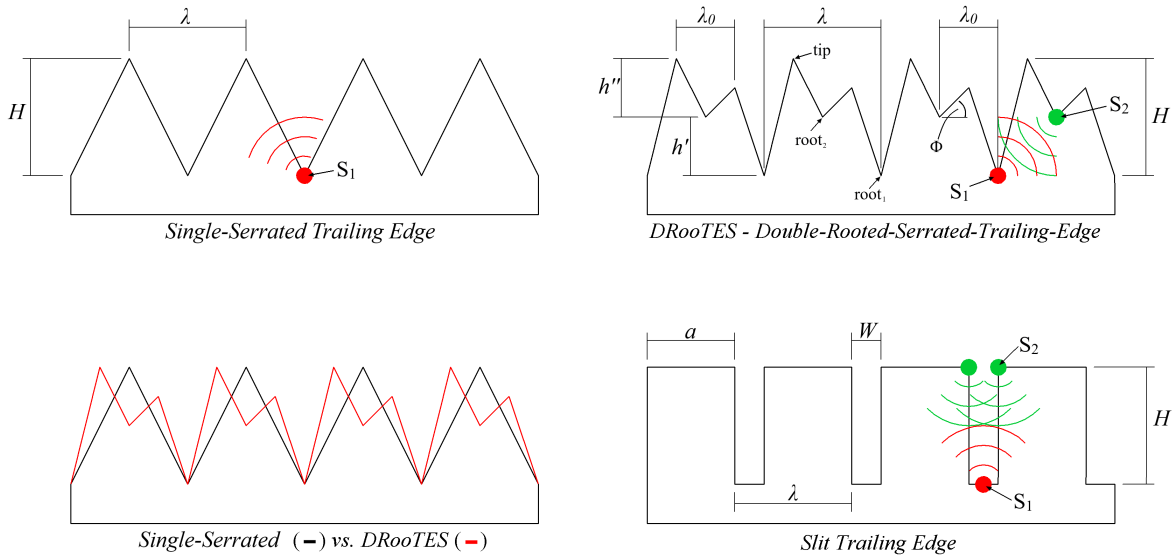 λ
H
S₁
Single-Serrated Trailing Edge
λ₀
λ
λ₀
tip
h''
S₂
H
root₂
Φ
h'
root₁
S₁
DRooTES - Double-Rooted-Serrated-Trailing-Edge
Single-Serrated (–) vs. DRooTES (–)
a
W
S₂
H
λ
S₁
Slit Trailing Edge